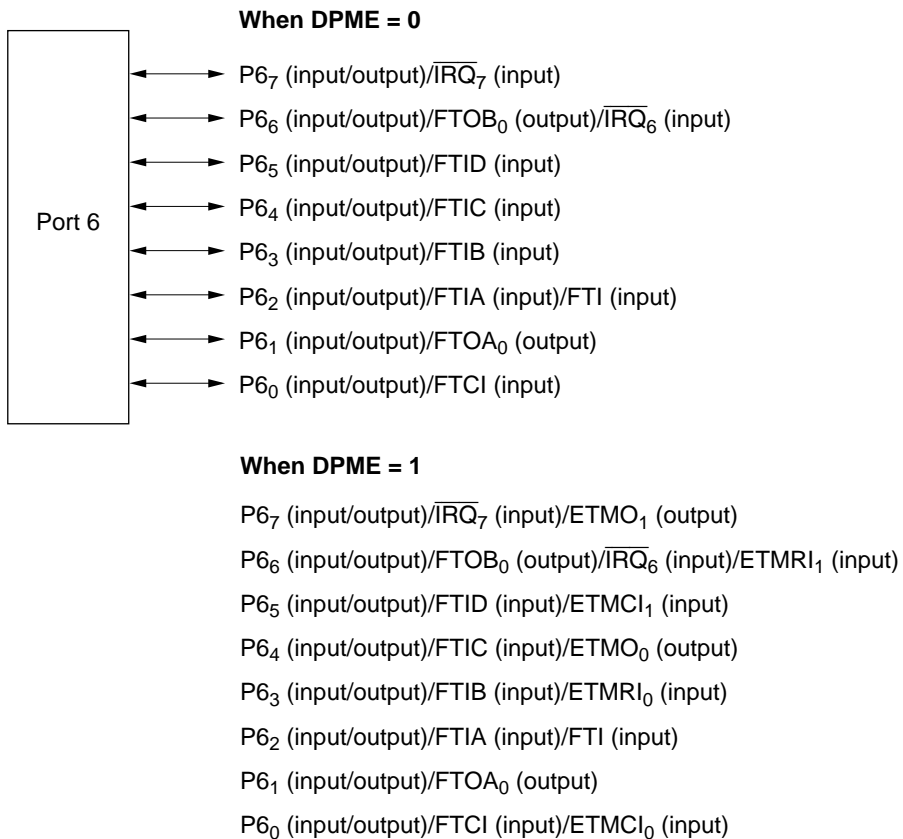 When DPME = 0
P6₇ (input/output)/I̅R̅Q̅₇ (input)
P6₆ (input/output)/FTOB₀ (output)/I̅R̅Q̅₆ (input)
P6₅ (input/output)/FTID (input)
P6₄ (input/output)/FTIC (input)
Port 6
P6₃ (input/output)/FTIB (input)
P6₂ (input/output)/FTIA (input)/FTI (input)
P6₁ (input/output)/FTOA₀ (output)
P6₀ (input/output)/FTCI (input)
When DPME = 1
P6₇ (input/output)/I̅R̅Q̅₇ (input)/ETMO₁ (output)
P6₆ (input/output)/FTOB₀ (output)/I̅R̅Q̅₆ (input)/ETMRI₁ (input)
P6₅ (input/output)/FTID (input)/ETMCI₁ (input)
P6₄ (input/output)/FTIC (input)/ETMO₀ (output)
P6₃ (input/output)/FTIB (input)/ETMRI₀ (input)
P6₂ (input/output)/FTIA (input)/FTI (input)
P6₁ (input/output)/FTOA₀ (output)
P6₀ (input/output)/FTCI (input)/ETMCI₀ (input)